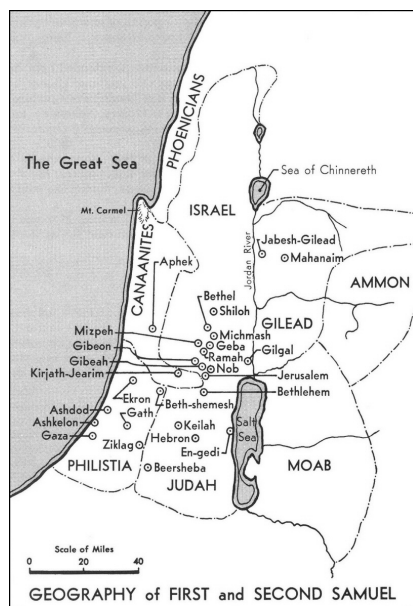 PHOENICIANS
The Great Sea
Sea of Chinnereth
ISRAEL
Mt. Carmel
CANAANITES
Jordan River
Jabesh-Gilead
Mahanaim
Aphek
AMMON
Bethel
Shiloh
GILEAD
Mizpeh
Michmash
Gibeon
Geba
Ramah
Gilgal
Gibeah
Nob
Kirjath-Jearim
Jerusalem
Ekron
Beth-shemesh
Bethlehem
Ashdod
Gath
Salt
Sea
Ashkelon
Keilah
Gaza
Hebron
Ziklag
En-gedi
PHILISTIA
Beersheba
MOAB
JUDAH
Scale of Miles
0 20 40
GEOGRAPHY of FIRST and SECOND SAMUEL